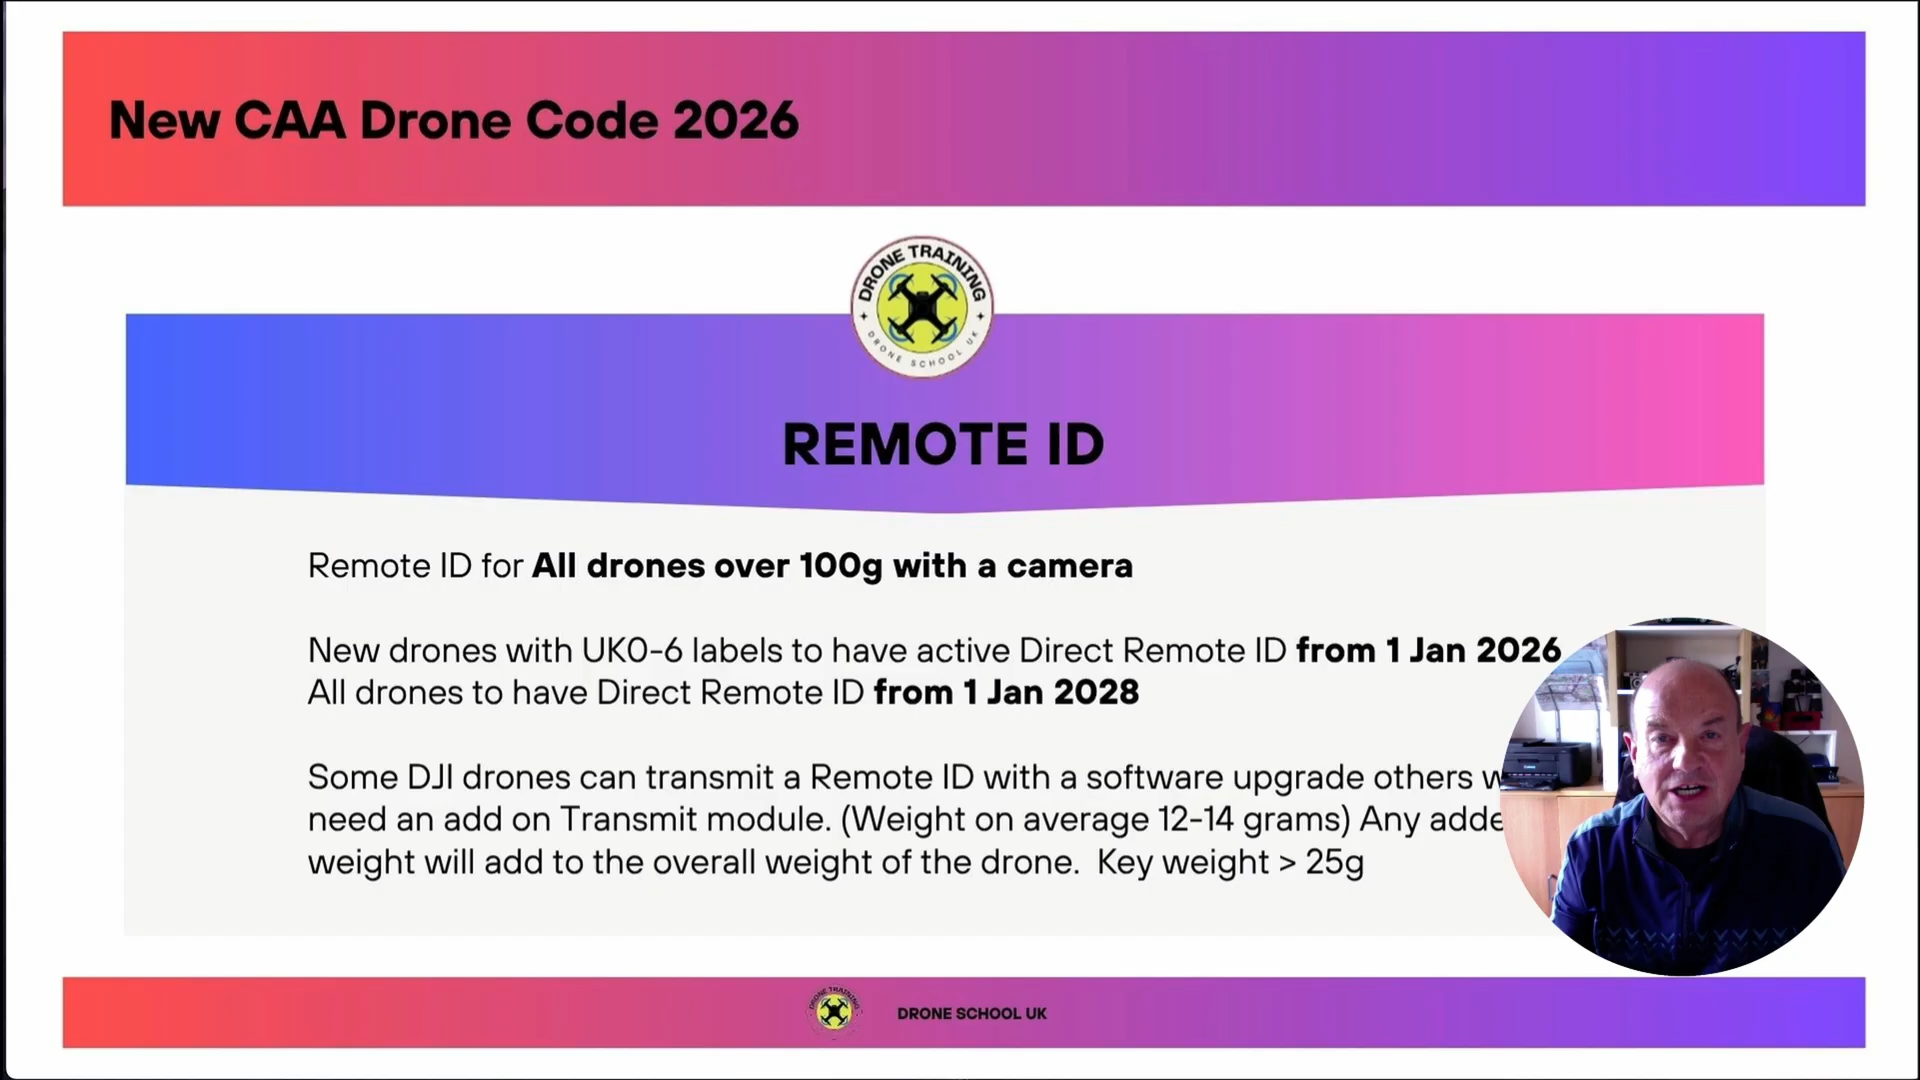 New CAA Drone Code 2026
DRONE TRAINING
DRONE SCHOOL UK
REMOTE ID
Remote ID for All drones over 100g with a camera
New drones with UK0-6 labels to have active Direct Remote ID from 1 Jan 2026
All drones to have Direct Remote ID from 1 Jan 2028
Some DJI drones can transmit a Remote ID with a software upgrade others
need an add on Transmit module. (Weight on average 12-14 grams) Any
weight will add to the overall weight of the drone. Key weight > 25g
DRONE TRAINING
DRONE SCHOOL UK